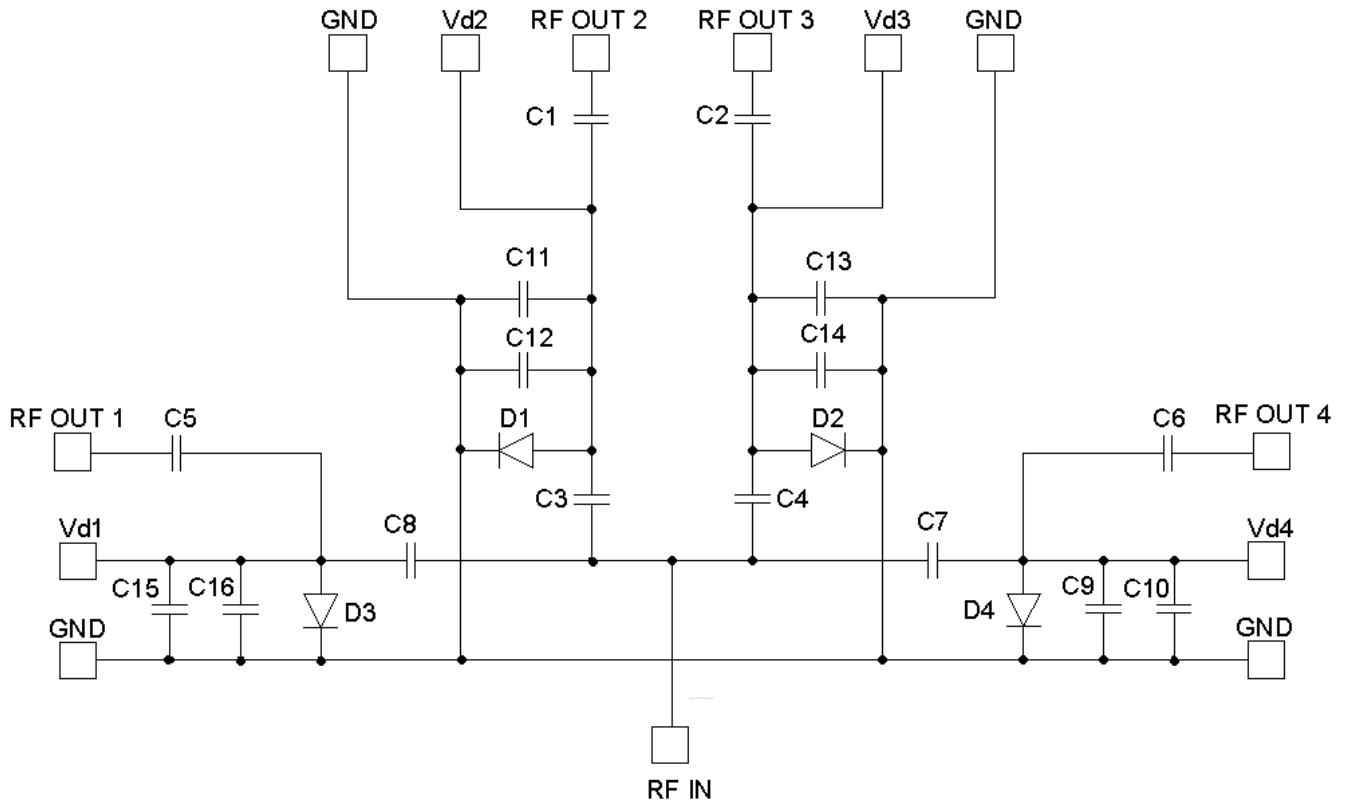 GND Vd2 RF OUT 2 RF OUT 3 Vd3 GND
C1 C2
C11 C13
C12 C14
RF OUT 1 C5 D1 D2 C6 RF OUT 4
C3 C4
Vd1 C8 C7 Vd4
C15 C16 D3 D4 C9 C10
GND GND
RF IN